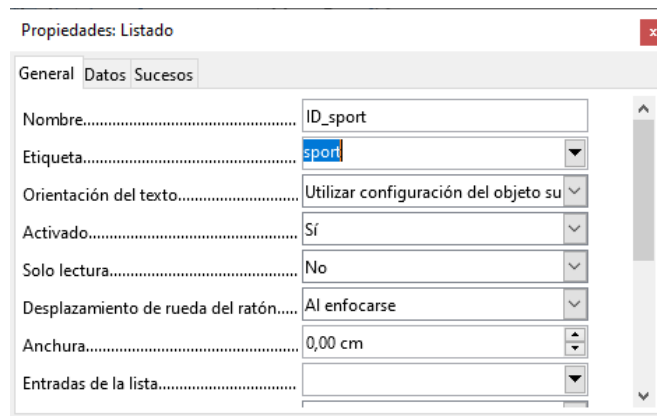 Propiedades: Listado
x
General Datos Sucesos
Nombre................................................ ID_sport
Etiqueta............................................... sport
Orientación del texto........................... Utilizar configuración del objeto su
Activado.............................................. Sí
Solo lectura......................................... No
Desplazamiento de rueda del ratón..... Al enfocarse
Anchura............................................... 0,00 cm
Entradas de la lista...............................